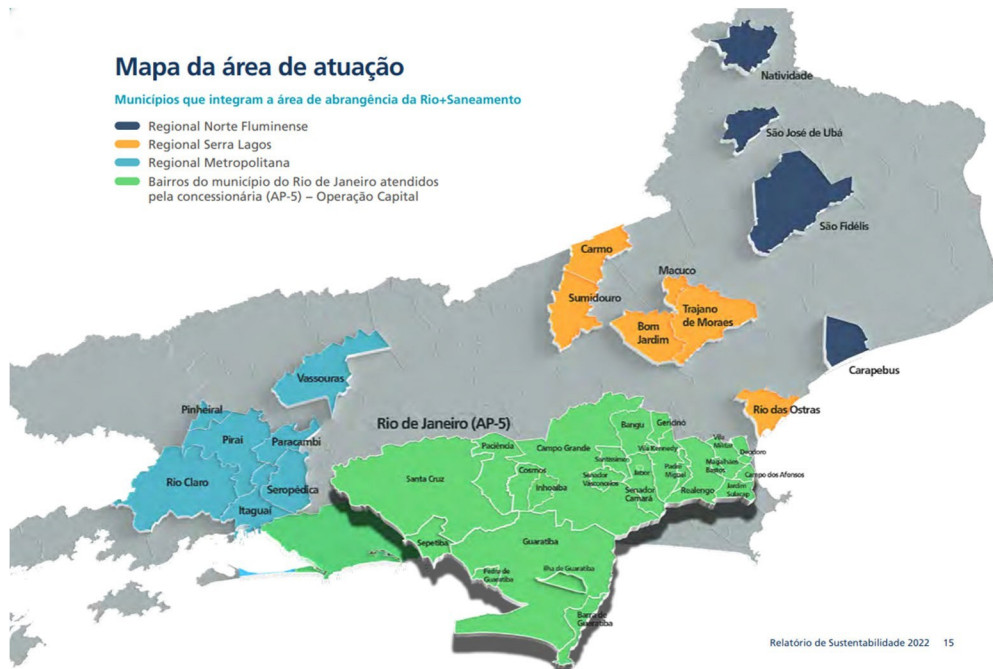 Mapa da área de atuação
Municípios que integram a área de abrangência da Rio+Saneamento
Regional Norte Fluminense
Regional Serra Lagos
Regional Metropolitana
Bairros do município do Rio de Janeiro atendidos
pela concessionária (AP-5) – Operação Capital
Natividade
São José de Ubá
São Fidélis
Carmo
Macuco
Sumidouro
Trajano
de Moraes
Bom
Jardim
Carapebus
Vassouras
Rio das Ostras
Pinheiral
Rio de Janeiro (AP-5)
Piraí
Paracambi
Rio Claro
Seropédica
Itaguaí
Bangu
Gericinó
Paciência
Campo Grande
Vila Kennedy
Vila
Militar
Deodoro
Santíssimo
Cosmos
Santa Cruz
Inhoaíba
Senador
Vasconcelos
Jabor
Padre
Miguel
Magalhães
Bastos
Campo dos Afonsos
Senador
Camará
Realengo
Jardim
Sulacap
Sepetiba
Guaratiba
Pedra de
Guaratiba
Ilha de Guaratiba
Barra de
Guaratiba
Relatório de Sustentabilidade 2022 15